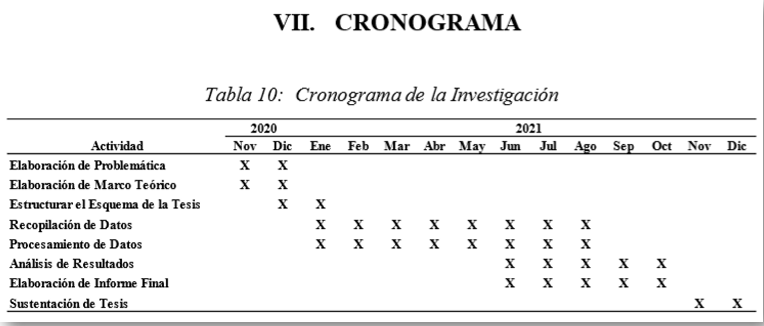 VII. CRONOGRAMA
Tabla 10: Cronograma de la Investigación
2020 2021
Actividad Nov Dic Ene Feb Mar Abr May Jun Jul Ago Sep Oct Nov Dic
Elaboración de Problemática X X
Elaboración de Marco Teórico X X
Estructurar el Esquema de la Tesis X X
Recopilación de Datos X X X X X X X X
Procesamiento de Datos X X X X X X X X
Análisis de Resultados X X X X X
Elaboración de Informe Final X X X X X
Sustentación de Tesis X X